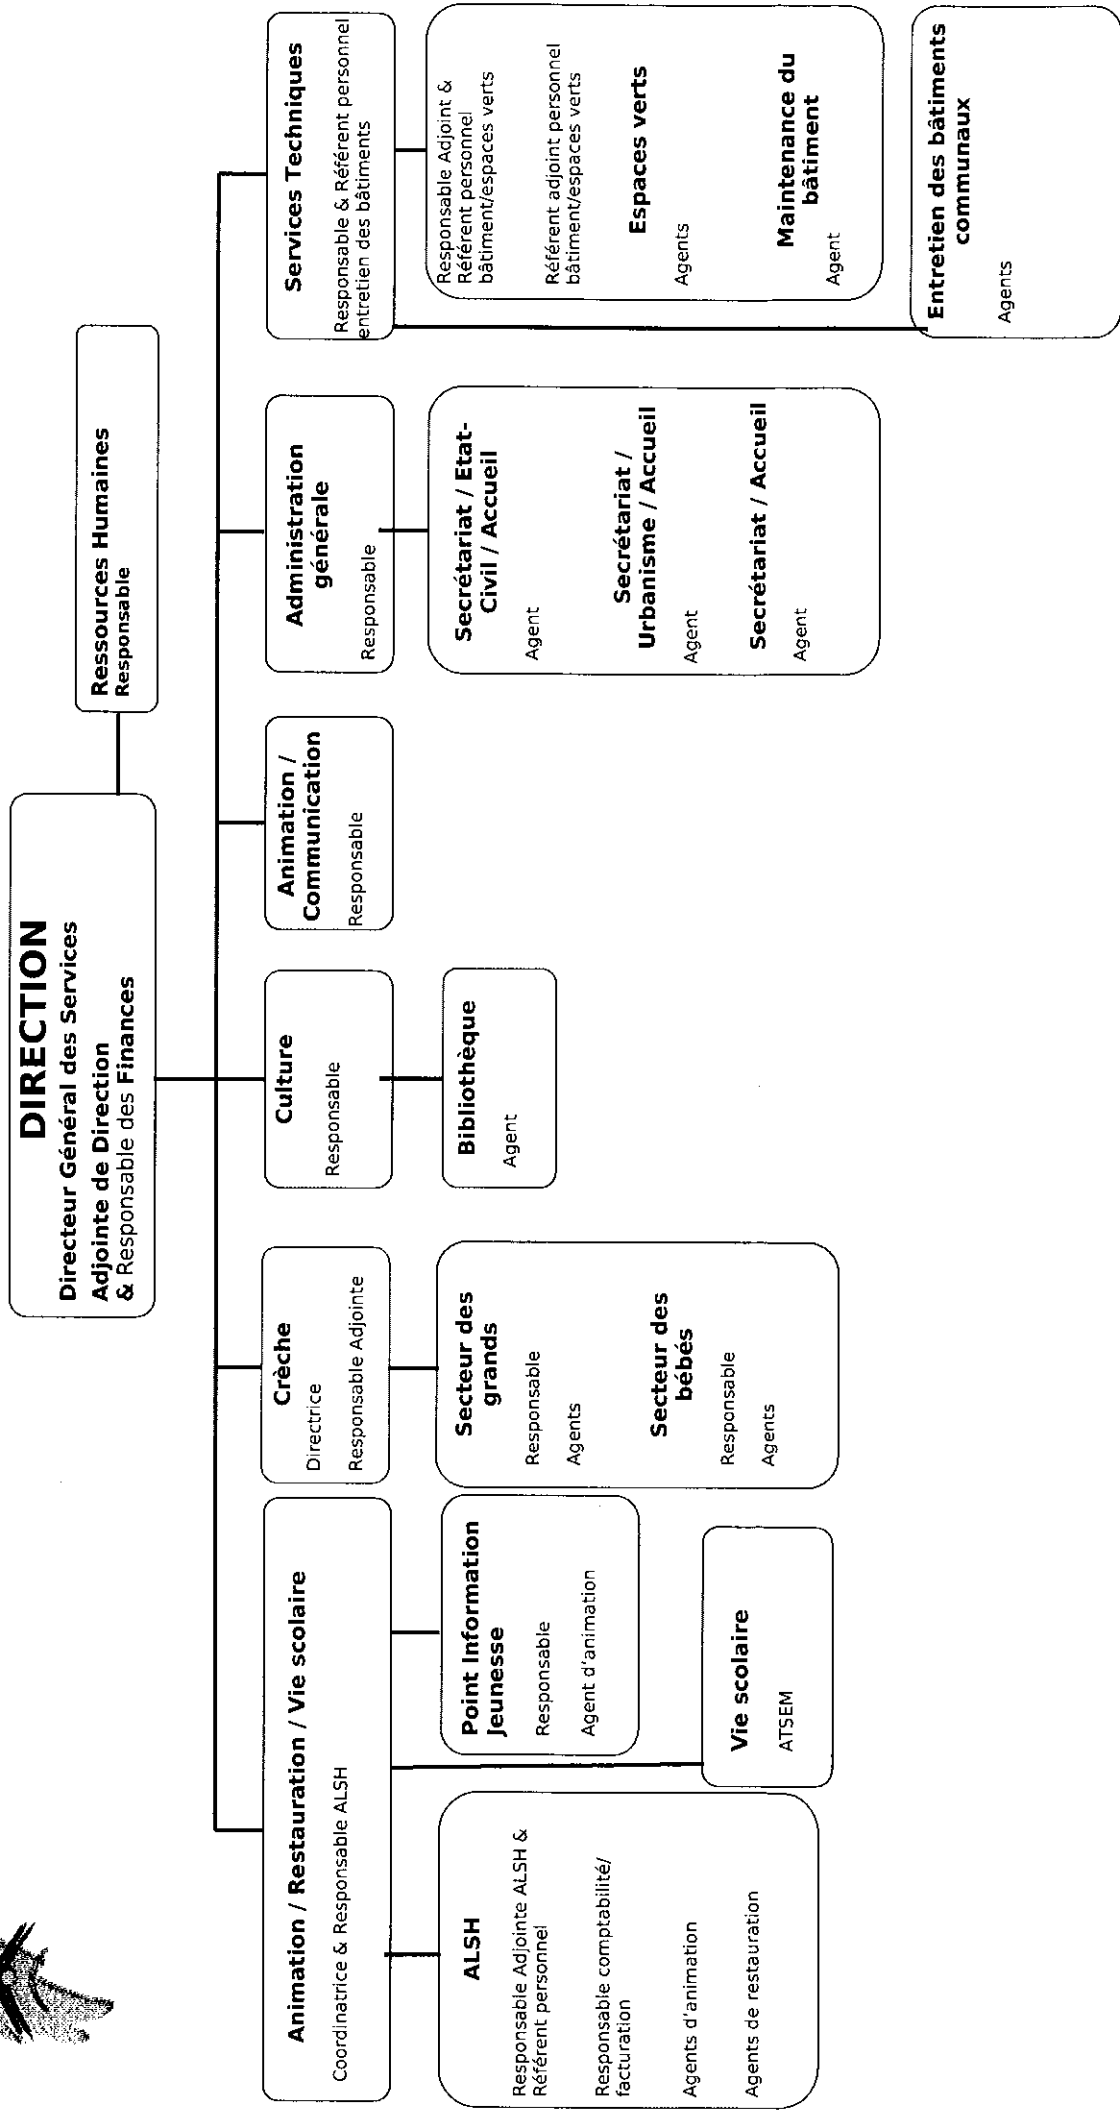 DIRECTION
Directeur Général des Services
Adjointe de Direction
& Responsable des Finances
Ressources Humaines
Responsable
Animation / Restauration / Vie scolaire
Coordinatrice & Responsable ALSH
ALSH
Responsable Adjointe ALSH &
Référent personnel
Responsable comptabilité/
facturation
Agents d'animation
Agents de restauration
Point Information
Jeunesse
Responsable
Agent d'animation
Vie scolaire
ATSEM
Crèche
Directrice
Responsable Adjointe
Secteur des
grands
Responsable
Agents
Secteur des
bébés
Responsable
Agents
Culture
Responsable
Bibliothèque
Agent
Animation /
Communication
Responsable
Administration
générale
Responsable
Secrétariat / Etat-
Civil / Accueil
Agent
Secrétariat /
Urbanisme / Accueil
Agent
Secrétariat / Accueil
Agent
Services Techniques
Responsable & Référent personnel
entretien des bâtiments
Responsable Adjoint &
Référent personnel
bâtiment/espaces verts
Référent adjoint personnel
bâtiment/espaces verts
Espaces verts
Agents
Maintenance du
bâtiment
Agent
Entretien des bâtiments
communaux
Agents